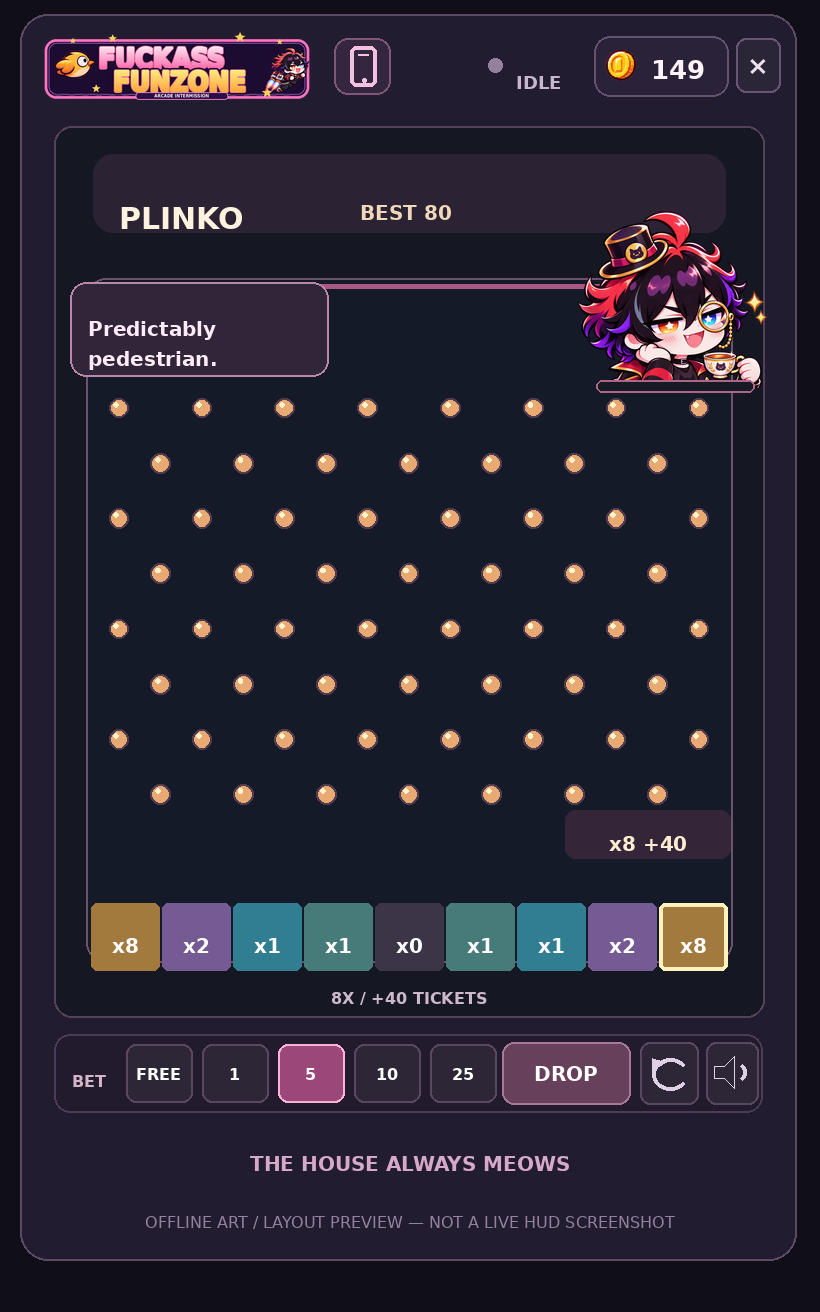 FUCKASS
FUNZONE
ARCADE INTERMISSION
IDLE
149
×
PLINKO
BEST 80
Predictably
pedestrian.
x8 +40
x8 x2 x1 x1 x0 x1 x1 x2 x8
8X / +40 TICKETS
BET FREE 1 5 10 25 DROP
THE HOUSE ALWAYS MEOWS
OFFLINE ART / LAYOUT PREVIEW — NOT A LIVE HUD SCREENSHOT